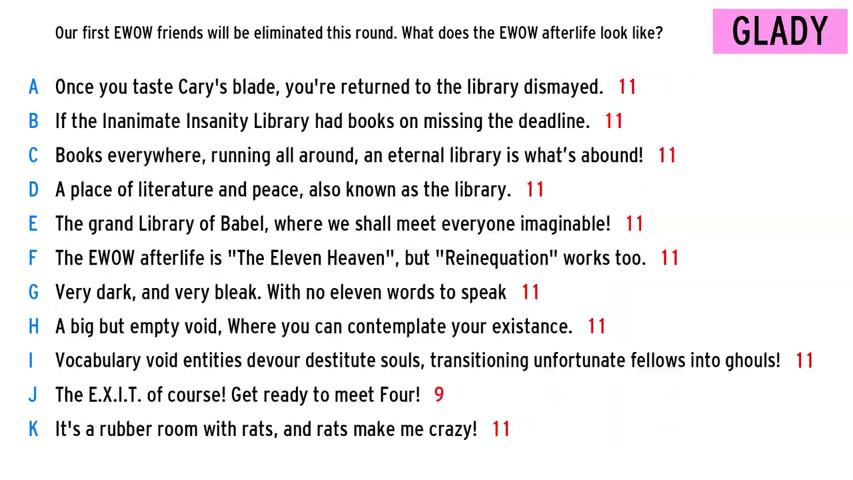 Our first EWOW friends will be eliminated this round. What does the EWOW afterlife look like?
GLADY
A Once you taste Cary's blade, you're returned to the library dismayed. 11
B If the Inanimate Insanity Library had books on missing the deadline. 11
C Books everywhere, running all around, an eternal library is what’s abound! 11
D A place of literature and peace, also known as the library. 11
E The grand Library of Babel, where we shall meet everyone imaginable! 11
F The EWOW afterlife is "The Eleven Heaven", but "Reinequation" works too. 11
G Very dark, and very bleak. With no eleven words to speak 11
H A big but empty void, Where you can contemplate your existance. 11
I Vocabulary void entities devour destitute souls, transitioning unfortunate fellows into ghouls! 11
J The E.X.I.T. of course! Get ready to meet Four! 9
K It's a rubber room with rats, and rats make me crazy! 11